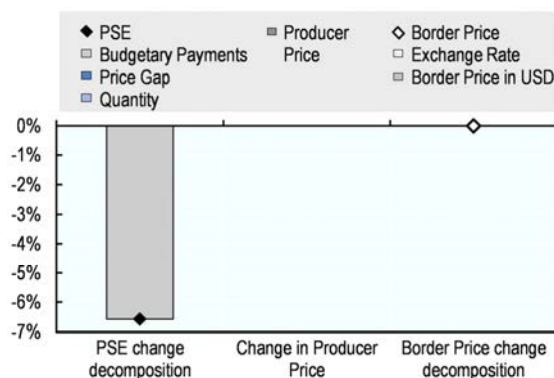 PSE
Budgetary Payments
Price Gap
Quantity
Producer
Price
Border Price
Exchange Rate
Border Price in USD
0%
-1%
-2%
-3%
-4%
-5%
-6%
-7%
PSE change
decomposition
Change in Producer
Price
Border Price change
decomposition